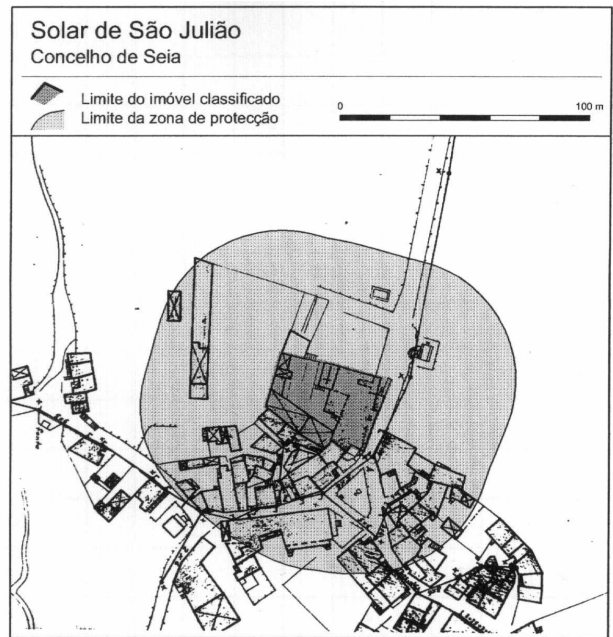 Solar de São Julião
Concelho de Seia
Limite do imóvel classificado
Limite da zona de protecção
0 100 m